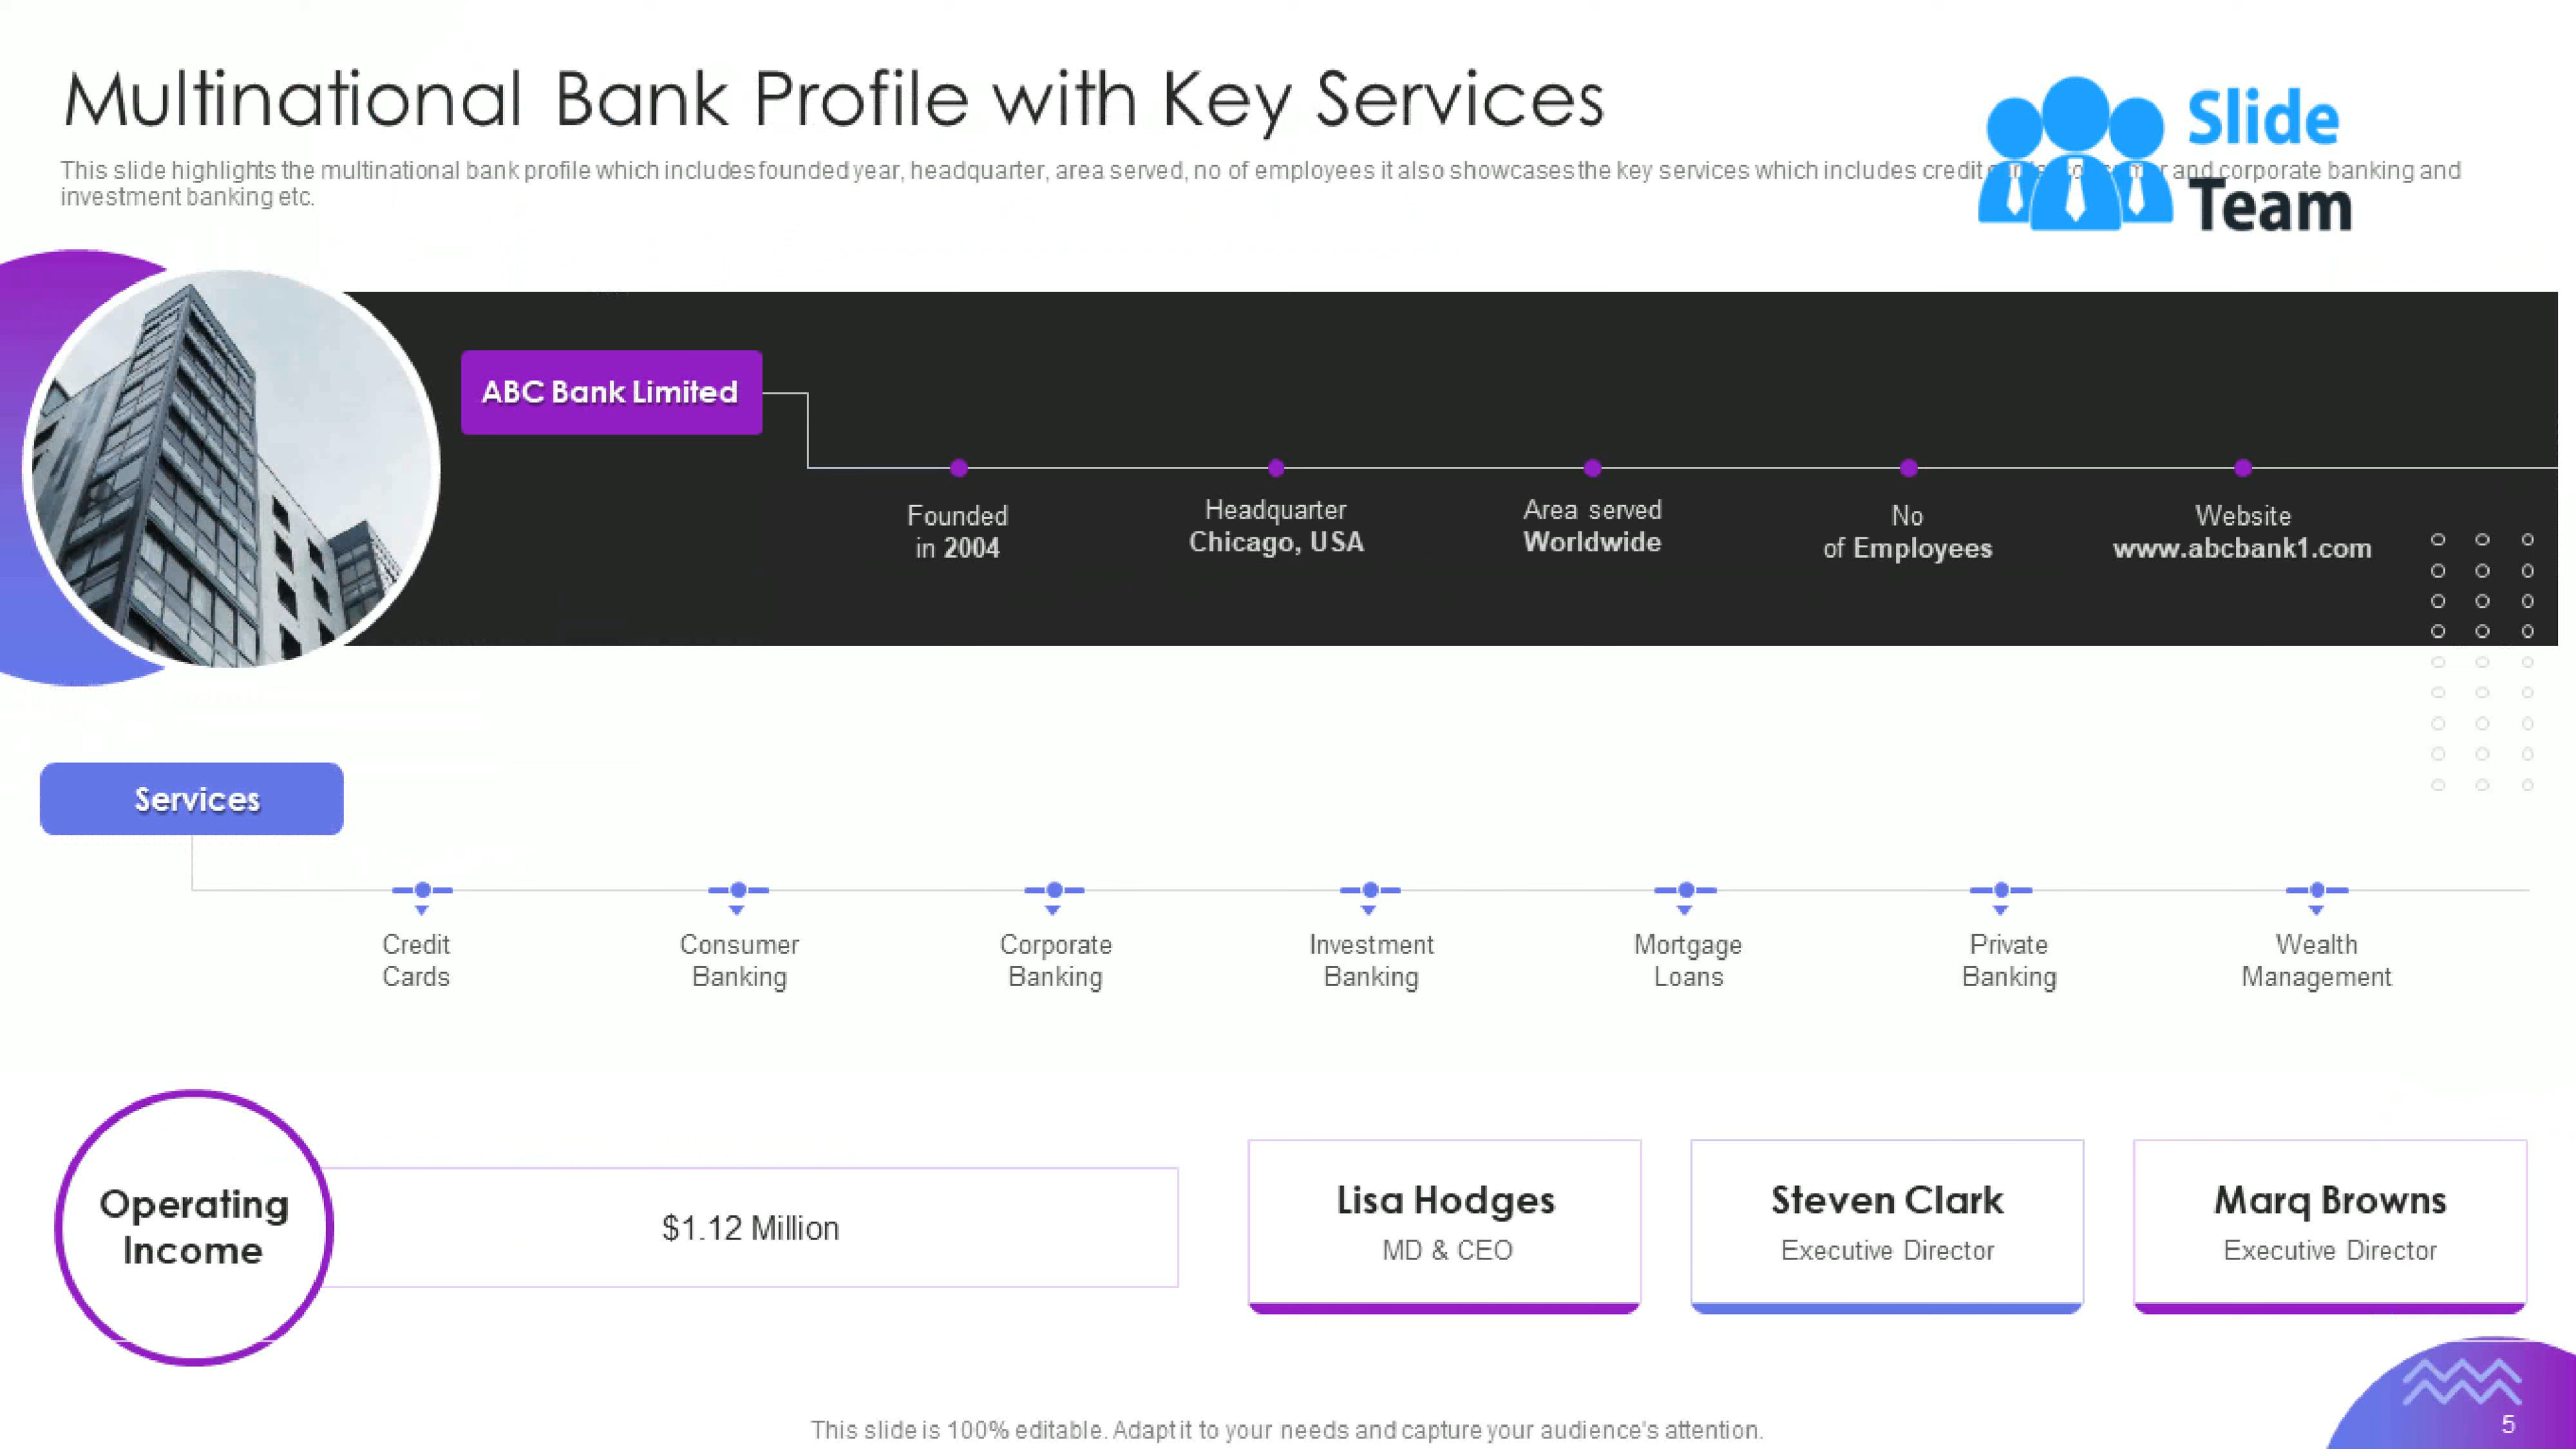 Multinational Bank Profile with Key Services
Slide
Team
This slide highlights the multinational bank profile which includes founded year, headquarter, area served, no of employees it also showcases the key services which includes credit and corporate banking and
investment banking etc.
ABC Bank Limited
Founded
in 2004
Headquarter
Chicago, USA
Area served
Worldwide
No
of Employees
Website
www.abcbank1.com
Services
Credit
Cards
Consumer
Banking
Corporate
Banking
Investment
Banking
Mortgage
Loans
Private
Banking
Wealth
Management
Operating
Income
$1.12 Million
Lisa Hodges
MD & CEO
Steven Clark
Executive Director
Marq Browns
Executive Director
This slide is 100% editable. Adapt it to your needs and capture your audience's attention.
5